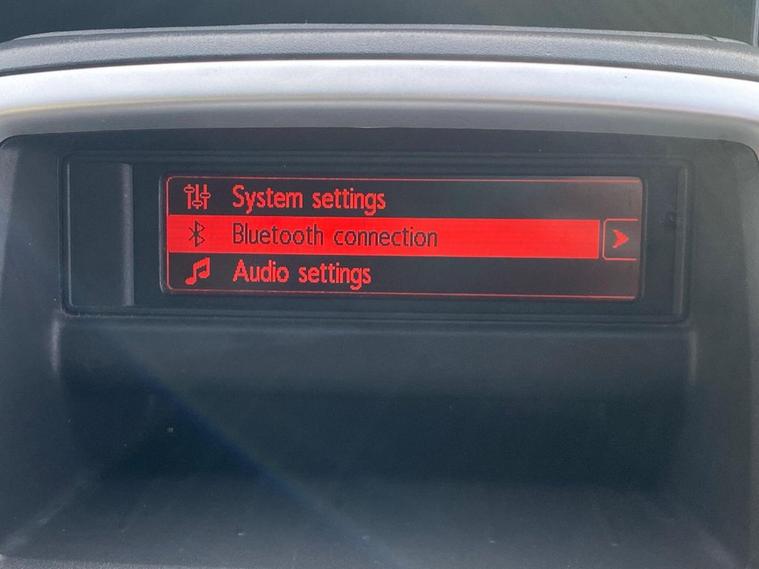 System settings
Bluetooth connection
Audio settings